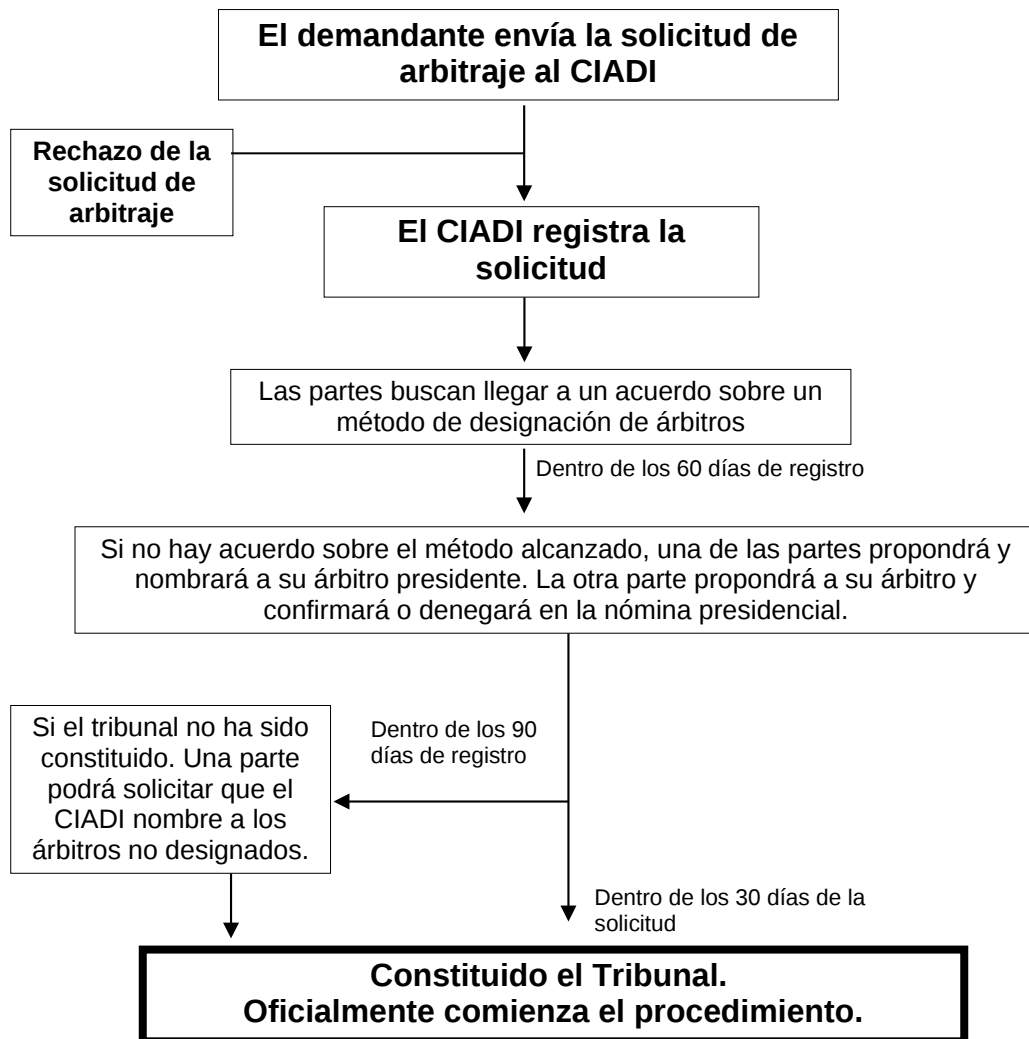 El demandante envía la solicitud de
arbitraje al CIADI
Rechazo de la
solicitud de
arbitraje
El CIADI registra la
solicitud
Las partes buscan llegar a un acuerdo sobre un
método de designación de árbitros
Dentro de los 60 días de registro
Si no hay acuerdo sobre el método alcanzado, una de las partes propondrá y
nombrará a su árbitro presidente. La otra parte propondrá a su árbitro y
confirmará o denegará en la nómina presidencial.
Si el tribunal no ha sido
constituido. Una parte
podrá solicitar que el
CIADI nombre a los
árbitros no designados.
Dentro de los 90
días de registro
Dentro de los 30 días de la
solicitud
Constituido el Tribunal.
Oficialmente comienza el procedimiento.